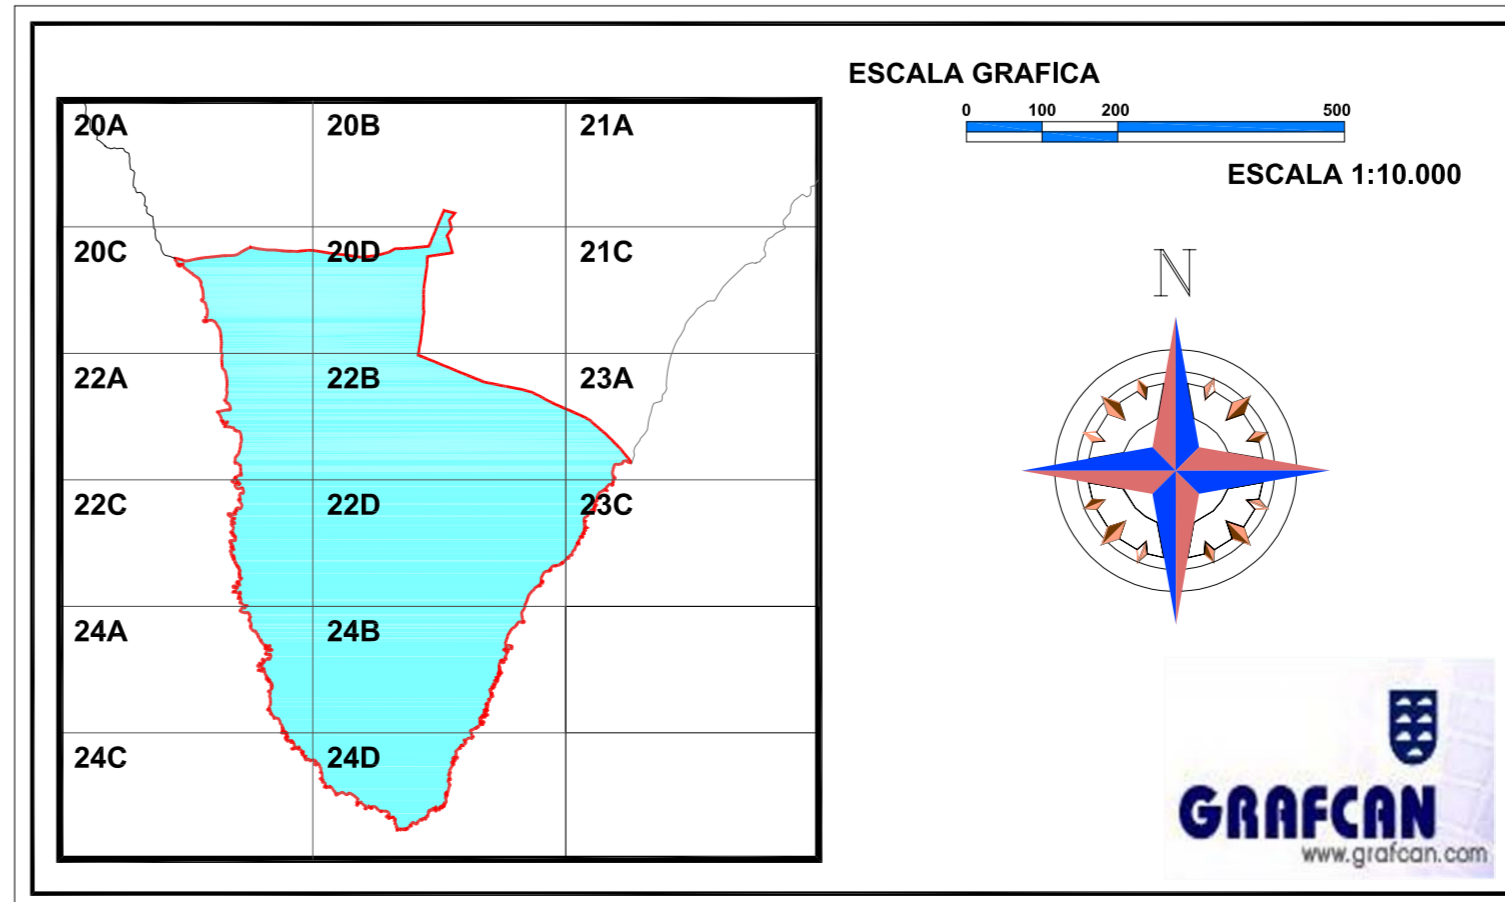 ESCALA GRAFICA
0 100 200 500
ESCALA 1:10.000
20A 20B 21A
20C 20D 21C
22A 22B 23A
22C 22D 23C
24A 24B
24C 24D
N
GRAFCAN
www.grafcan.com